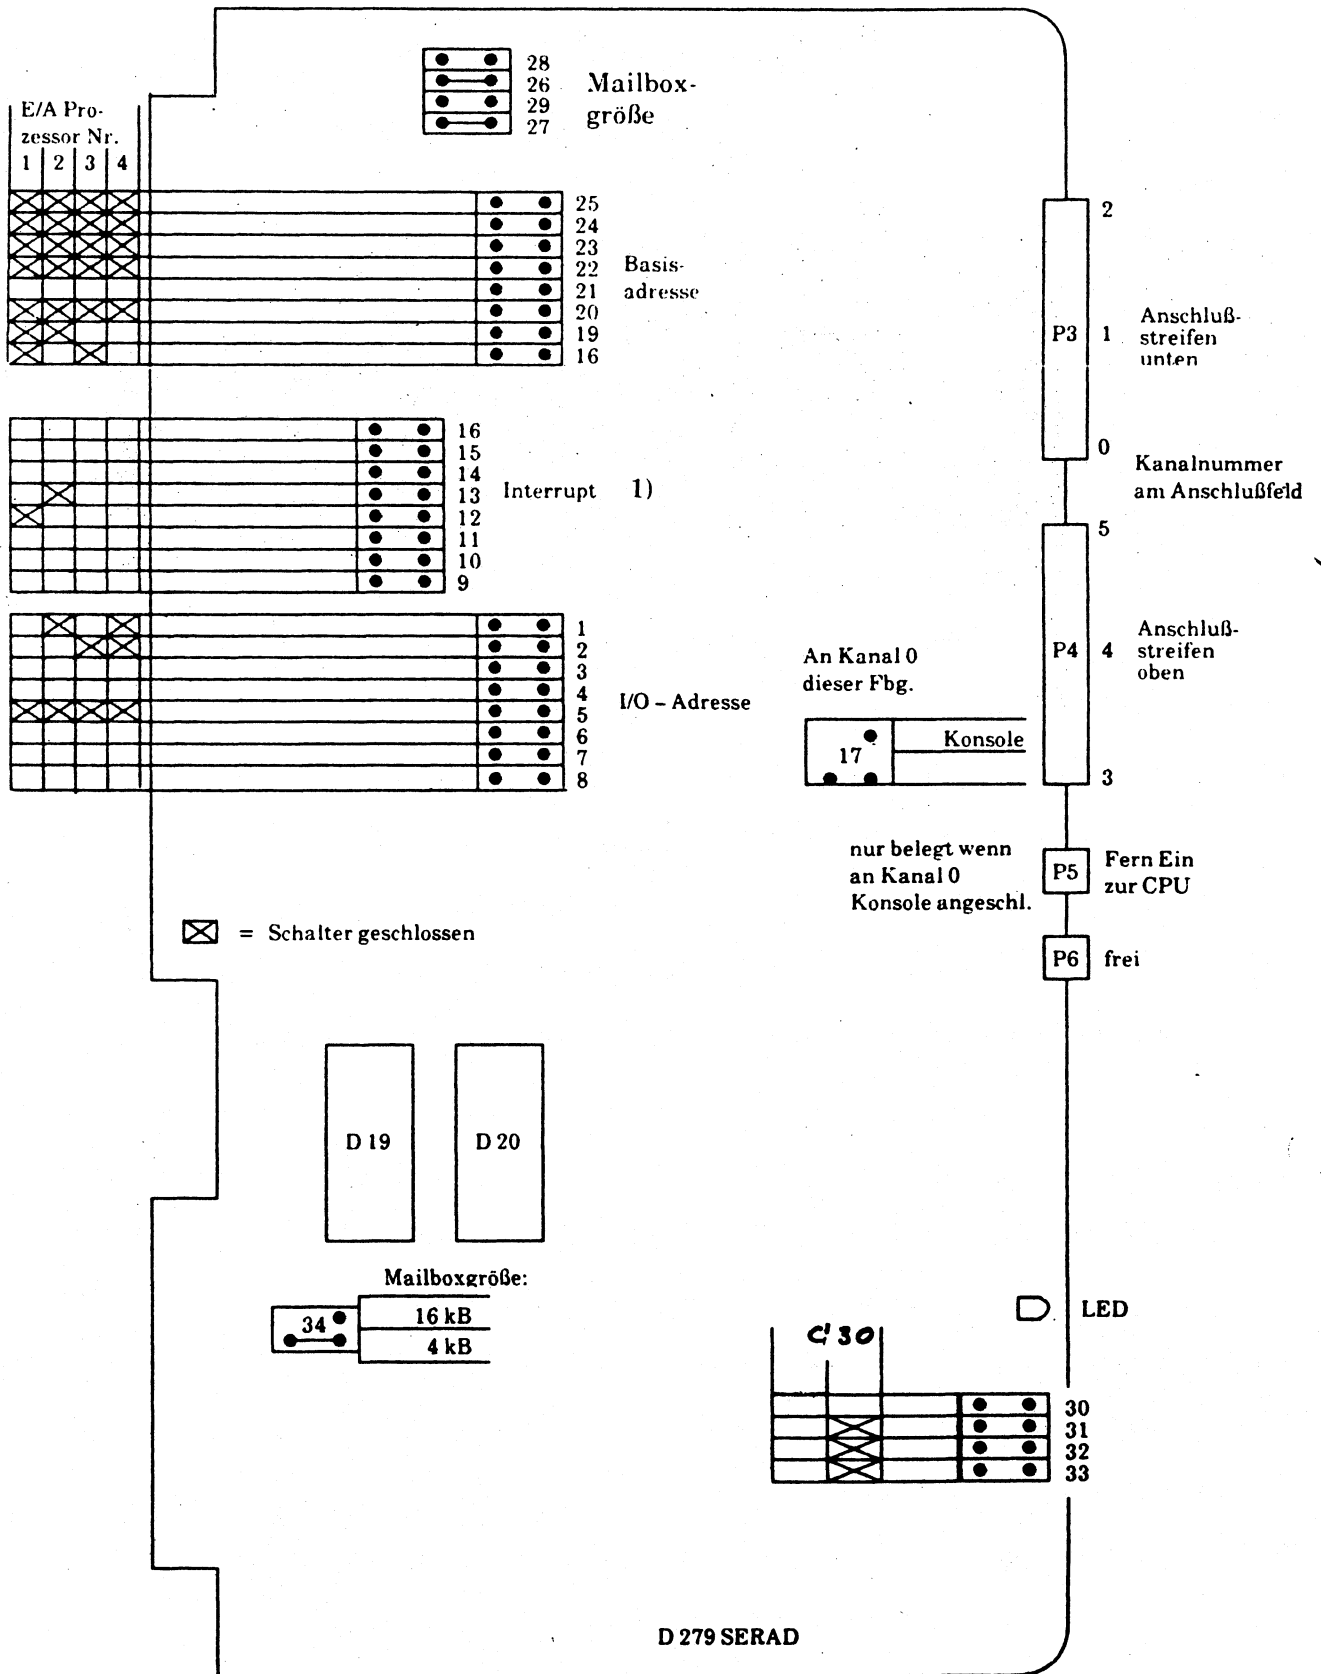 28
26
29
27
Mailbox-
größe
E/A Pro-
zessor Nr.
1 2 3 4
25
24
23
22
21
20
19
16
Basis-
adresse
2
P3 1
0
Anschluß-
streifen
unten
16
15
14
13
12
11
10
9
Interrupt 1)
Kanalnummer
am Anschlußfeld
5
P4 4
3
Anschluß-
streifen
oben
1
2
3
4
5
6
7
8
I/O – Adresse
An Kanal 0
dieser Fbg.
17 Konsole
nur belegt wenn
an Kanal 0
Konsole angeschl.
P5 Fern Ein
zur CPU
= Schalter geschlossen
P6 frei
D 19 D 20
Mailboxgröße:
34 16 kB
4 kB
LED
C'30
30
31
32
33
D 279 SERAD